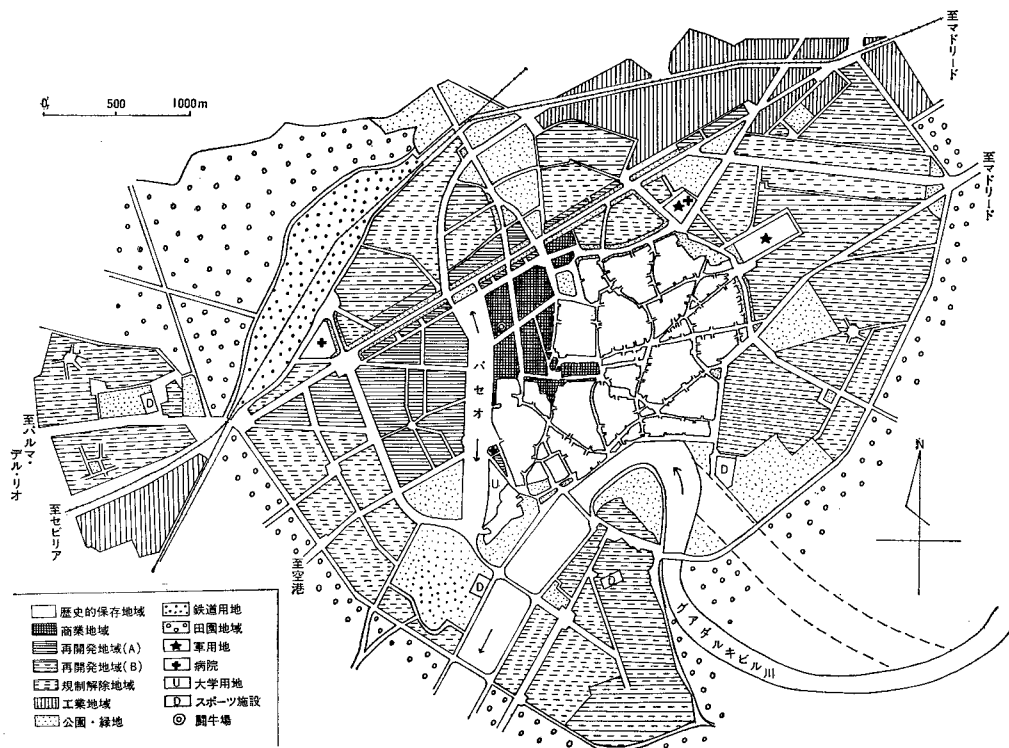 至マドリード
0 500 1000m
至マドリード
パセオ
D
至パルマ・
デル・リオ
至セビリア
U
D
N
D
D
至空港
ヴアダルキビル川
歴史的保存地域
商業地域
再開発地域(A)
再開発地域(B)
規制解除地域
工業地域
公園・緑地
鉄道用地
田園地域
軍用地
病院
U 大学用地
D スポーツ施設
闘牛場